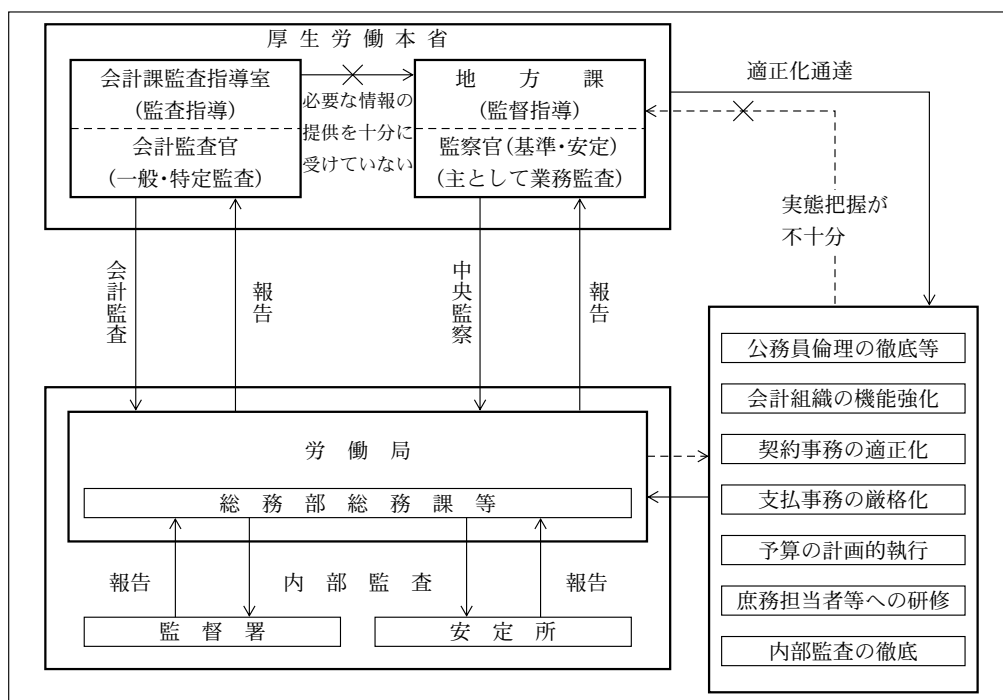 厚生労働本省
会計課監査指導室
(監査指導)
会計監査官
(一般・特定監査)
必要な情報の
提供を十分に
受けていない
地方課
(監督指導)
監察官(基準・安定)
(主として業務監査)
適正化通達
実態把握が
不十分
会計監査
報告
中央監察
報告
労働局
総務部総務課等
報告
内部監査
報告
監督署
安定所
公務員倫理の徹底等
会計組織の機能強化
契約事務の適正化
支払事務の厳格化
予算の計画的執行
庶務担当者等への研修
内部監査の徹底